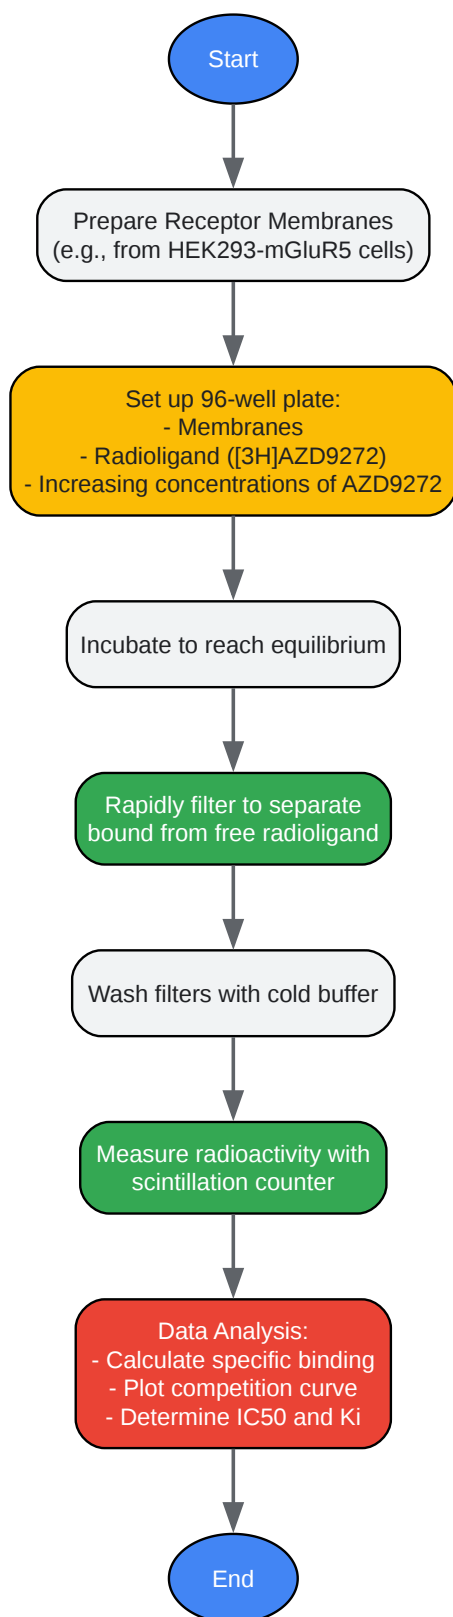 Start
Prepare Receptor Membranes
(e.g., from HEK293-mGluR5 cells)
Set up 96-well plate:
- Membranes
- Radioligand ([3H]AZD9272)
- Increasing concentrations of AZD9272
Incubate to reach equilibrium
Rapidly filter to separate
bound from free radioligand
Wash filters with cold buffer
Measure radioactivity with
scintillation counter
Data Analysis:
- Calculate specific binding
- Plot competition curve
- Determine IC50 and Ki
End